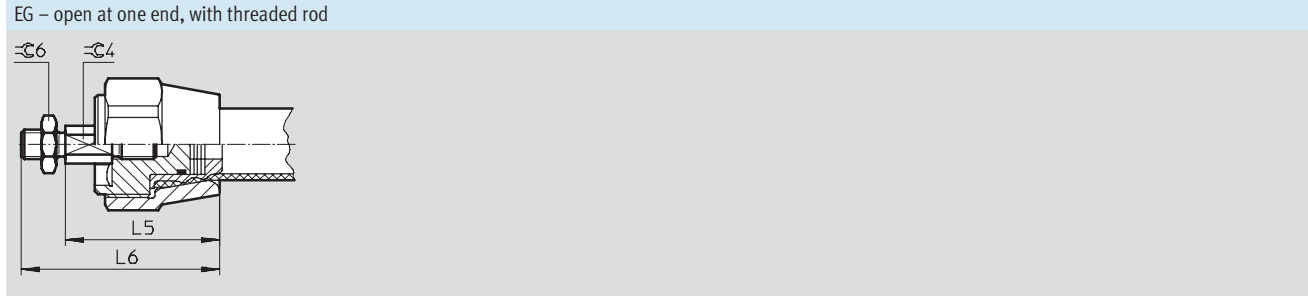 EG – open at one end, with threaded rod
=©6 =©4
L5
L6